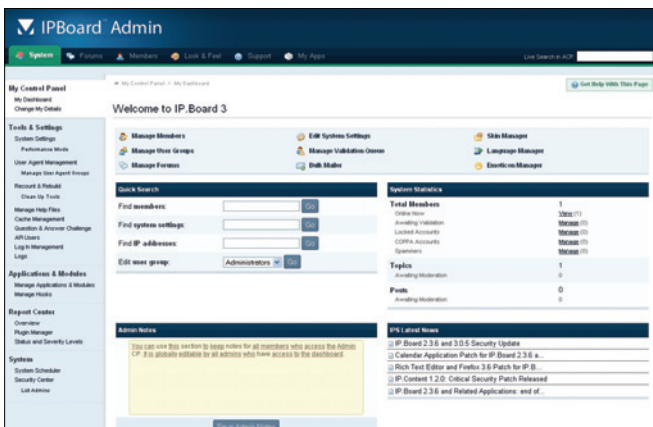 IPBoard™ Admin
System Forums Members Look & Feel Support My Apps
Live Search in ACP
My Control Panel
My Dashboard
Change My Details
Tools & Settings
System Settings
Performance Mode
User Agent Management
Manage User Agent Groups
Recount & Rebuild
Clean Up Tools
Manage Help Files
Cache Management
Question & Answer Challenge
API Users
Log In Management
Logs
Applications & Modules
Manage Applications & Modules
Manage Hooks
Report Center
Overview
Plugin Manager
Status and Severity Levels
System
System Scheduler
Security Center
List Admins
My Control Panel > My Dashboard
Get Help With This Page
Welcome to IP.Board 3
Manage Members Edit System Settings Skin Manager
Manage User Groups Manage Validation Queue Language Manager
Manage Forums Bulk Mailer Emoticon Manager
Quick Search
Find members: Go
Find system settings: Go
Find IP addresses: Go
Edit user group: Administrators Go
System Statistics
Total Members 1
Online Now View (1)
Awaiting Validation Manage (0)
Locked Accounts Manage (0)
COPPA Accounts Manage (0)
Spammers Manage (0)
Topics 1
Awaiting Moderation 0
Posts 0
Awaiting Moderation 0
Admin Notes
You can use this section to keep notes for all members who access the Admin
CP. It is globally editable by all admins who have access to the dashboard.
Save Admin Notes
IPS Latest News
IP.Board 2.3.6 and 3.0.5 Security Update
Calendar Application Patch for IP.Board 2.3.6 a...
Rich Text Editor and Firefox 3.6 Patch for IP.B...
IP.Content 1.2.0: Critical Security Patch Released
IP.Board 2.3.6 and Related Applications: end of...